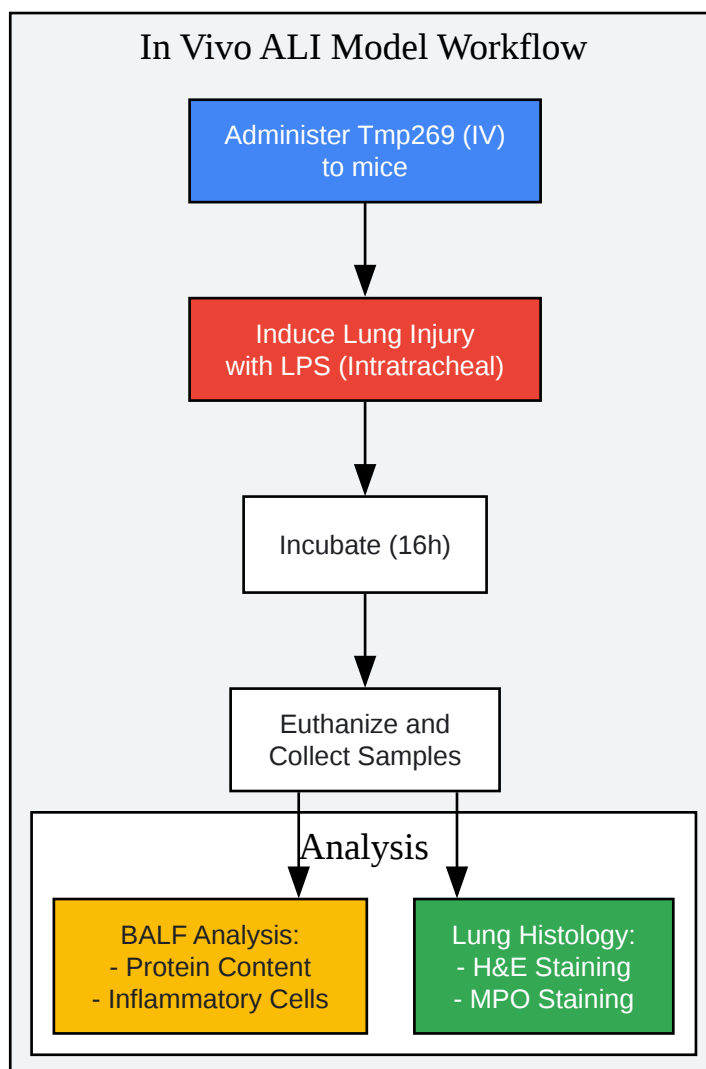 In Vivo ALI Model Workflow
Administer Tmp269 (IV)
to mice
Induce Lung Injury
with LPS (Intratracheal)
Incubate (16h)
Euthanize and
Collect Samples
Analysis
BALF Analysis:
- Protein Content
- Inflammatory Cells
Lung Histology:
- H&E Staining
- MPO Staining